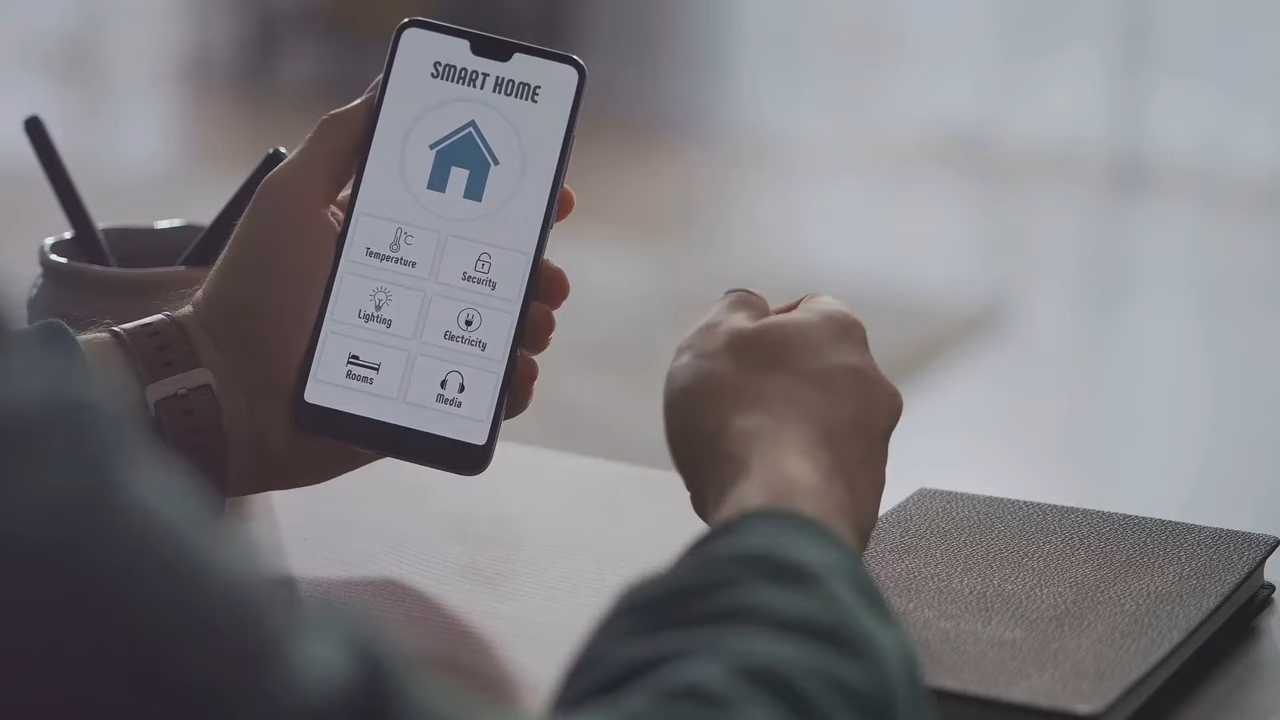 SMART HOME
°C
Temperature
Security
Lighting
Electricity
Rooms
Media